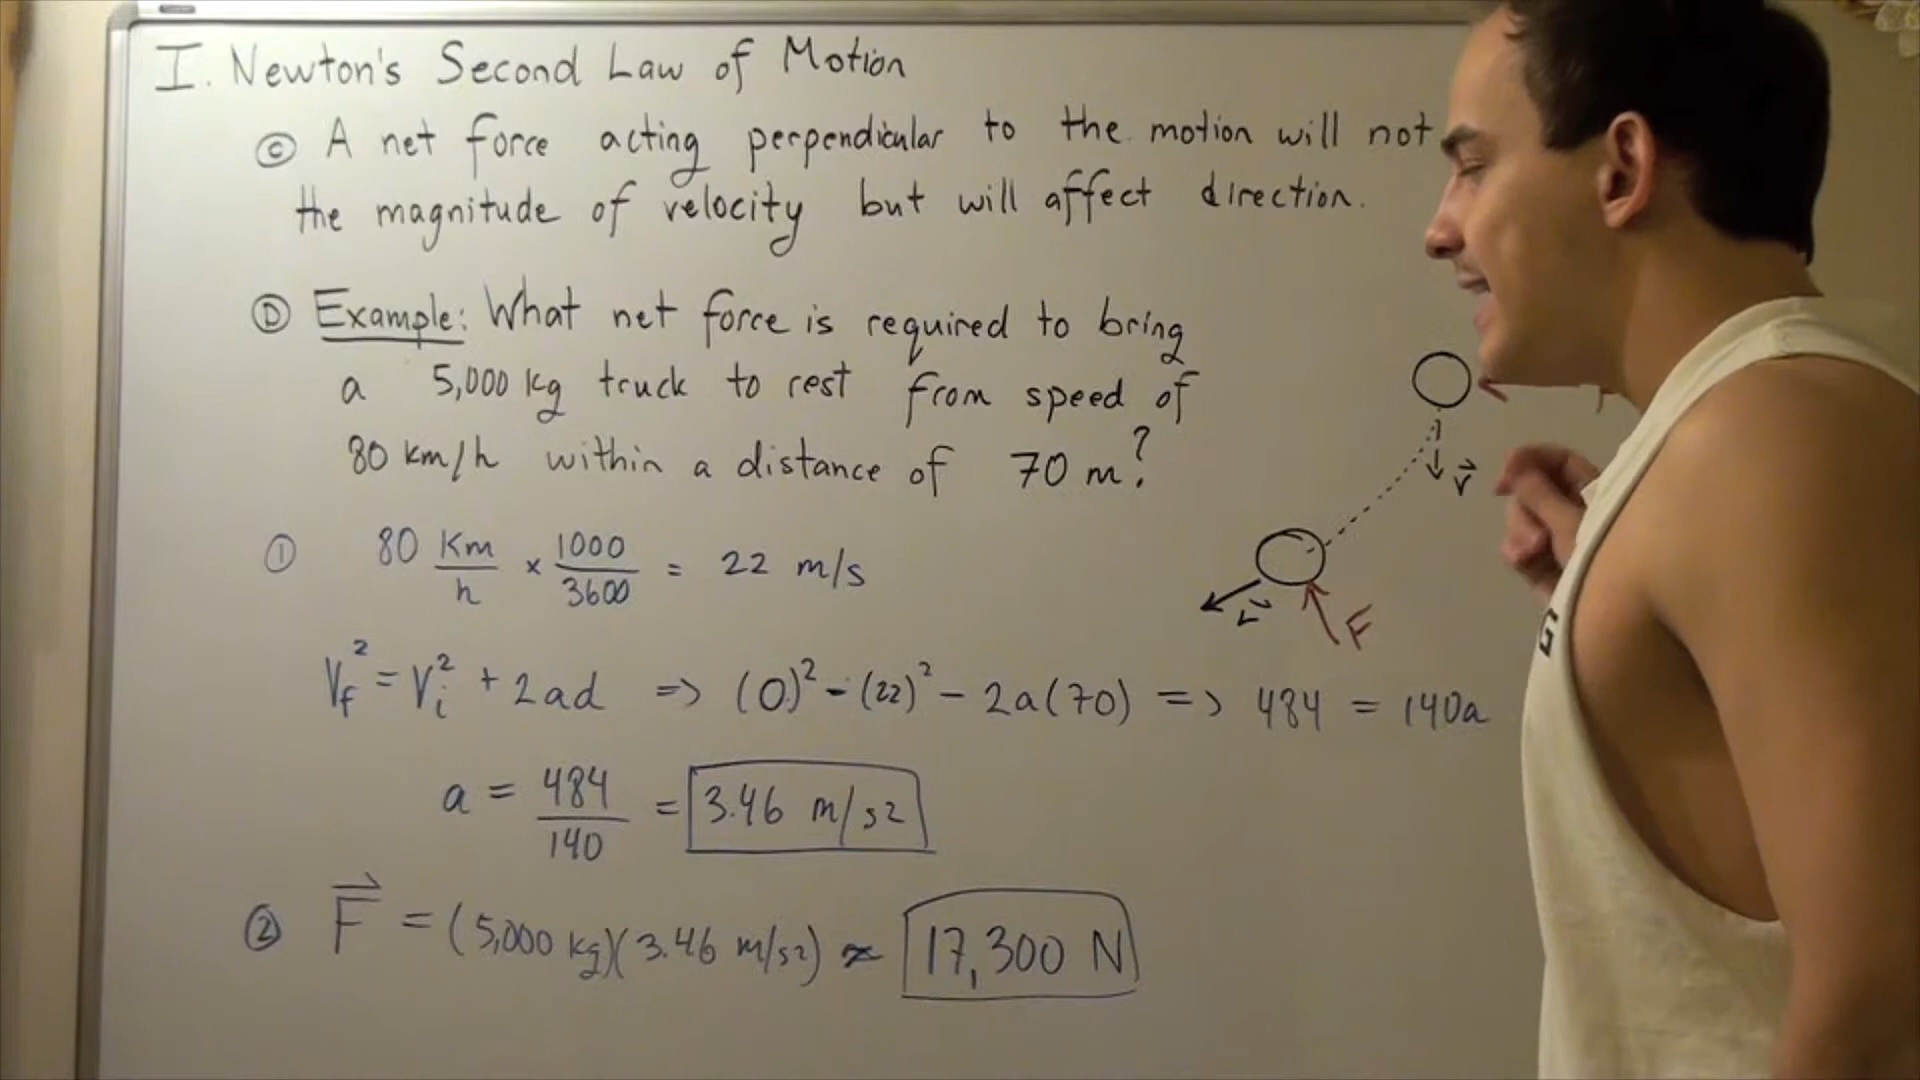 I. Newton's Second Law of Motion
Ⓒ A net force acting perpendicular to the motion will not
the magnitude of velocity but will affect direction.
Ⓓ Example: What net force is required to bring
a 5,000 kg truck to rest from speed of
80 km/h within a distance of 70 m?
① 80 Km/h × 1000/3600 = 22 m/s
Vf² = Vi² + 2ad => (0)² - (22)² - 2a(70) => 484 = 140a
a = 484/140 = 3.46 m/s2
② F⃗ = (5,000 kg)(3.46 m/s2) ≈ 17,300 N
v⃗
v⃗
F
G